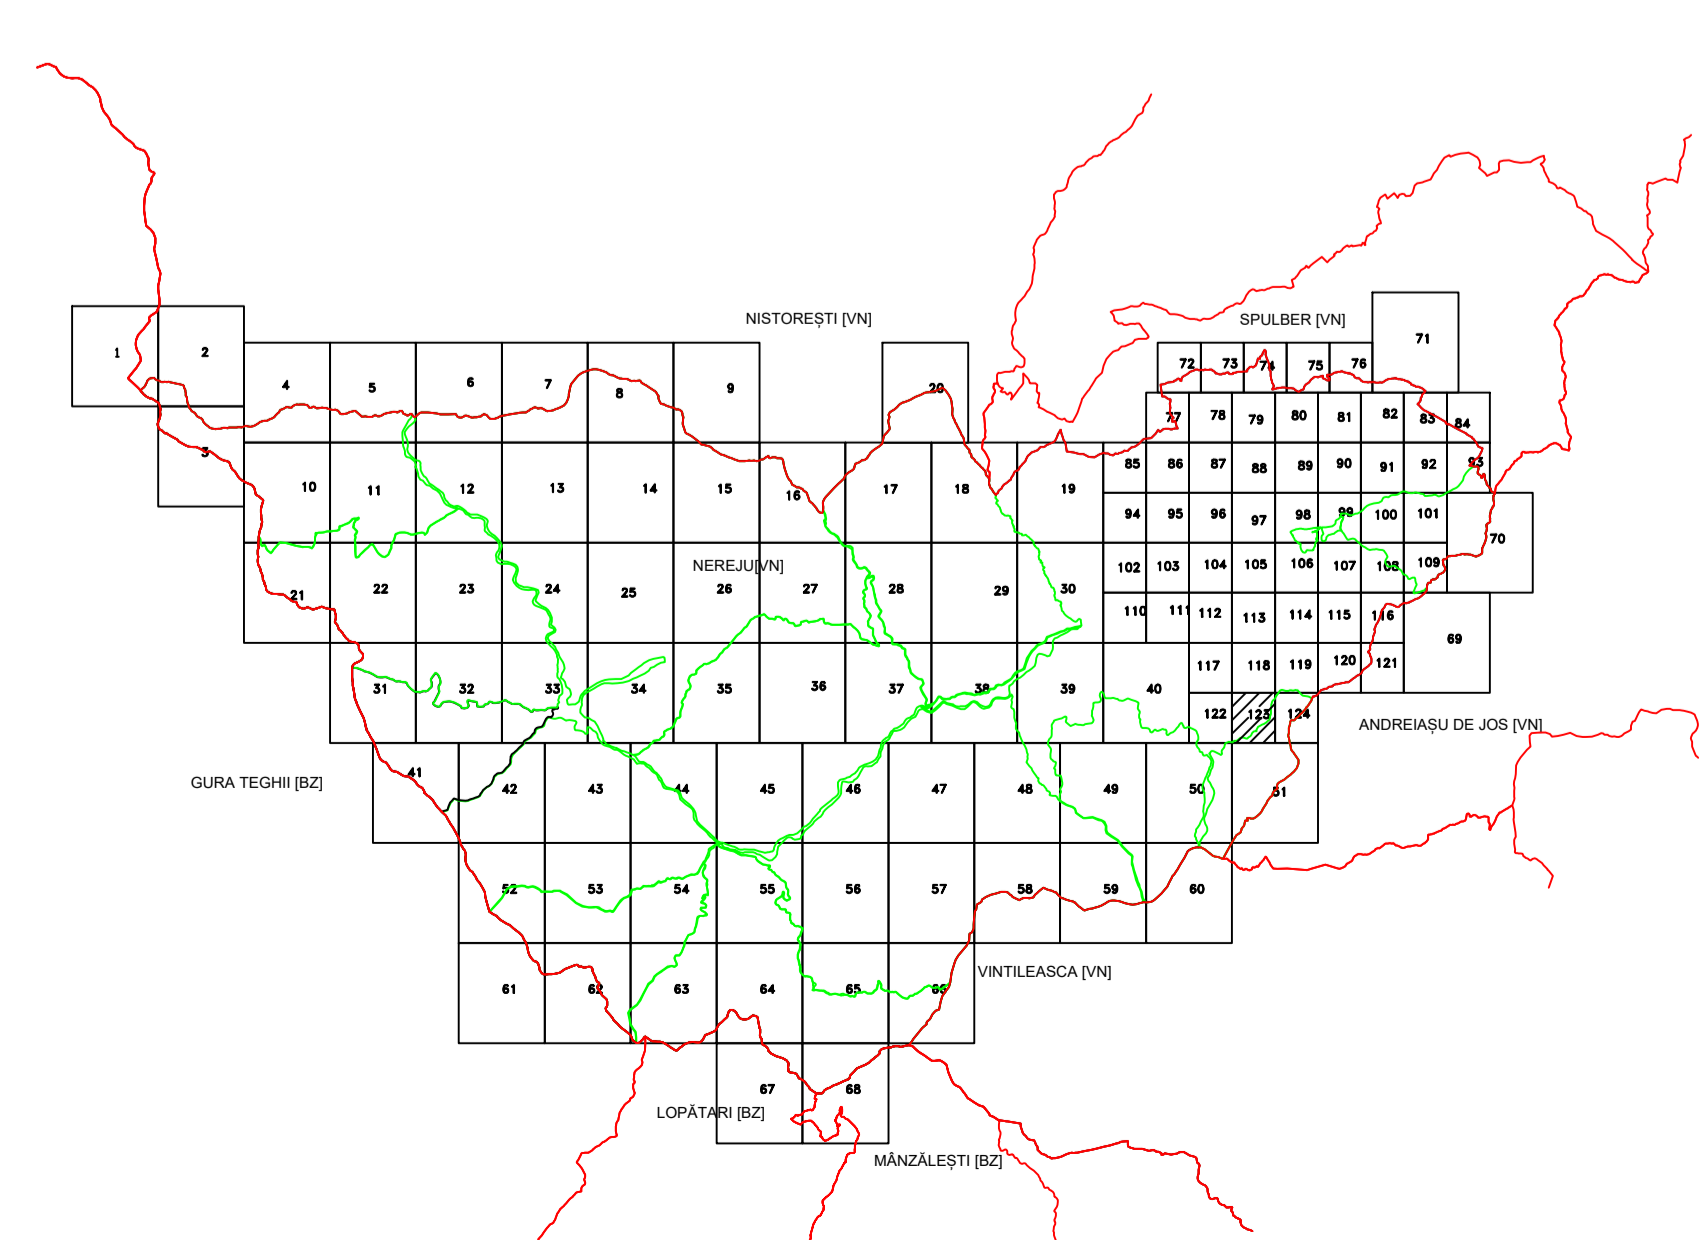 NISTOREȘTI [VN]
SPULBER [VN]
71
1
2
72 73 74 75 76
4 5 6 7 8 9
20
77 78 79 80 81 82 83 84
3
85 86 87 88 89 90 91 92 93
10 11 12 13 14 15 16 17 18 19
94 95 96 97 98 99 100 101
70
NEREJU[VN]
102 103 104 105 106 107 108 109
21 22 23 24 25 26 27 28 29 30
110 111 112 113 114 115 116
69
117 118 119 120 121
31 32 33 34 35 36 37 38 39 40
122 123 124
ANDREIAȘU DE JOS [VN]
GURA TEGHII [BZ]
41 42 43 44 45 46 47 48 49 50 51
52 53 54 55 56 57 58 59 60
VINTILEASCA [VN]
61 62 63 64 65 66
67 68
LOPĂTARI [BZ]
MÂNZĂLEȘTI [BZ]